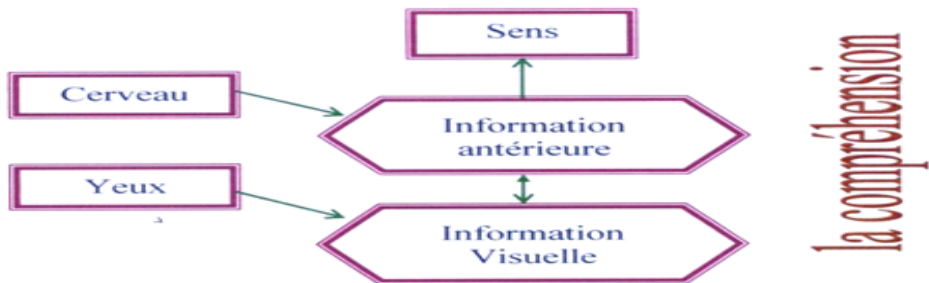 Sens
Cerveau
Information
antérieure
Yeux
Information
Visuelle
la compréhension